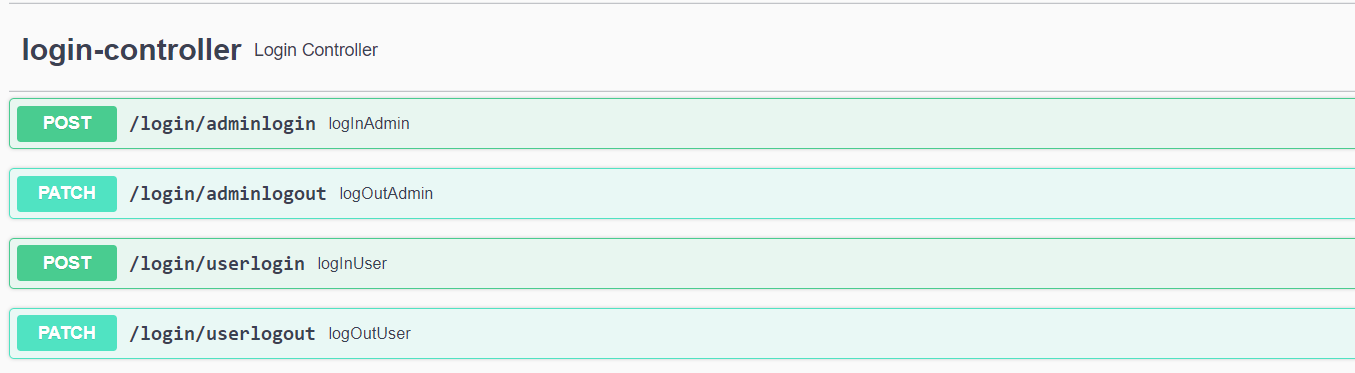 login-controller Login Controller
POST /login/adminlogin logInAdmin
PATCH /login/adminlogout logOutAdmin
POST /login/userlogin logInUser
PATCH /login/userlogout logOutUser